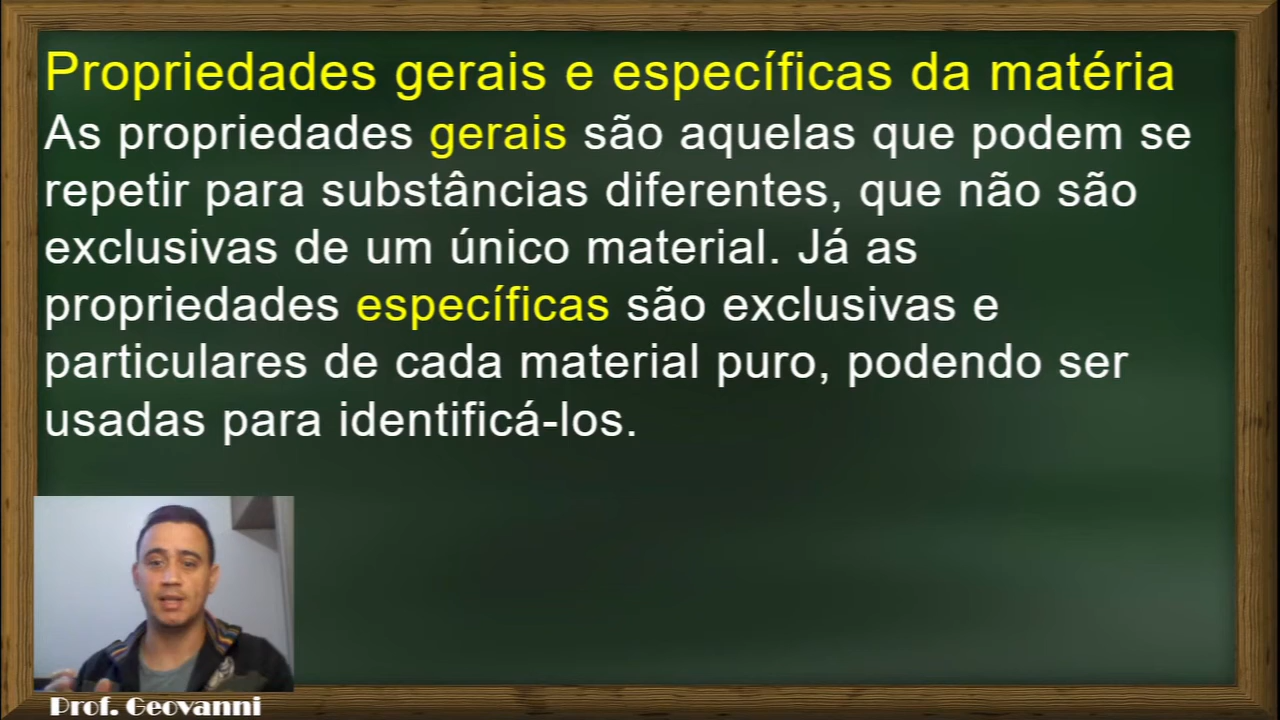 Propriedades gerais e específicas da matéria
As propriedades gerais são aquelas que podem se
repetir para substâncias diferentes, que não são
exclusivas de um único material. Já as
propriedades específicas são exclusivas e
particulares de cada material puro, podendo ser
usadas para identificá-los.
Prof. Geovanni